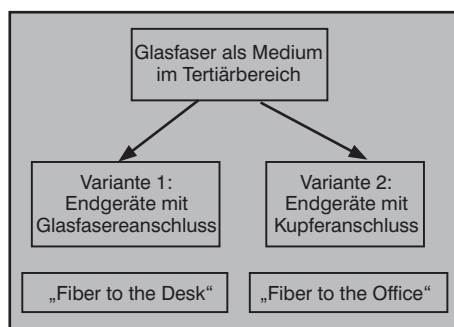 Glasfaser als Medium
im Tertiärbereich
Variante 1:
Endgeräte mit
Glasfasereanschluss
Variante 2:
Endgeräte mit
Kupferanschluss
„Fiber to the Desk“
„Fiber to the Office“